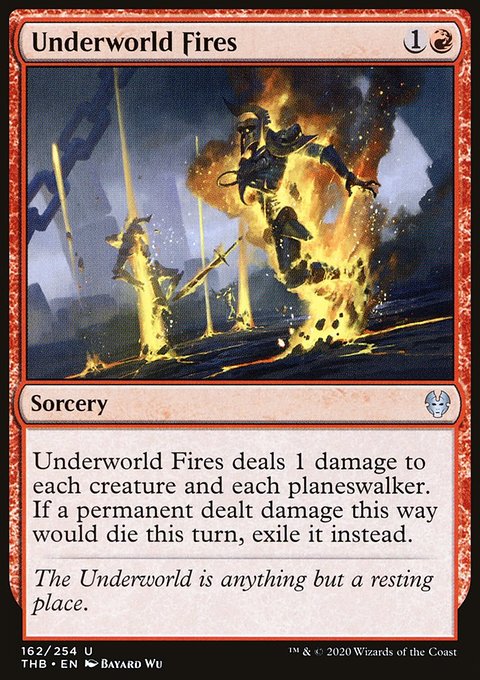 Underworld Fires 1
Sorcery
Underworld Fires deals 1 damage to
each creature and each planeswalker.
If a permanent dealt damage this way
would die this turn, exile it instead.
The Underworld is anything but a resting
place.
162/254 U
THB • EN Bayard Wu
™ & © 2020 Wizards of the Coast